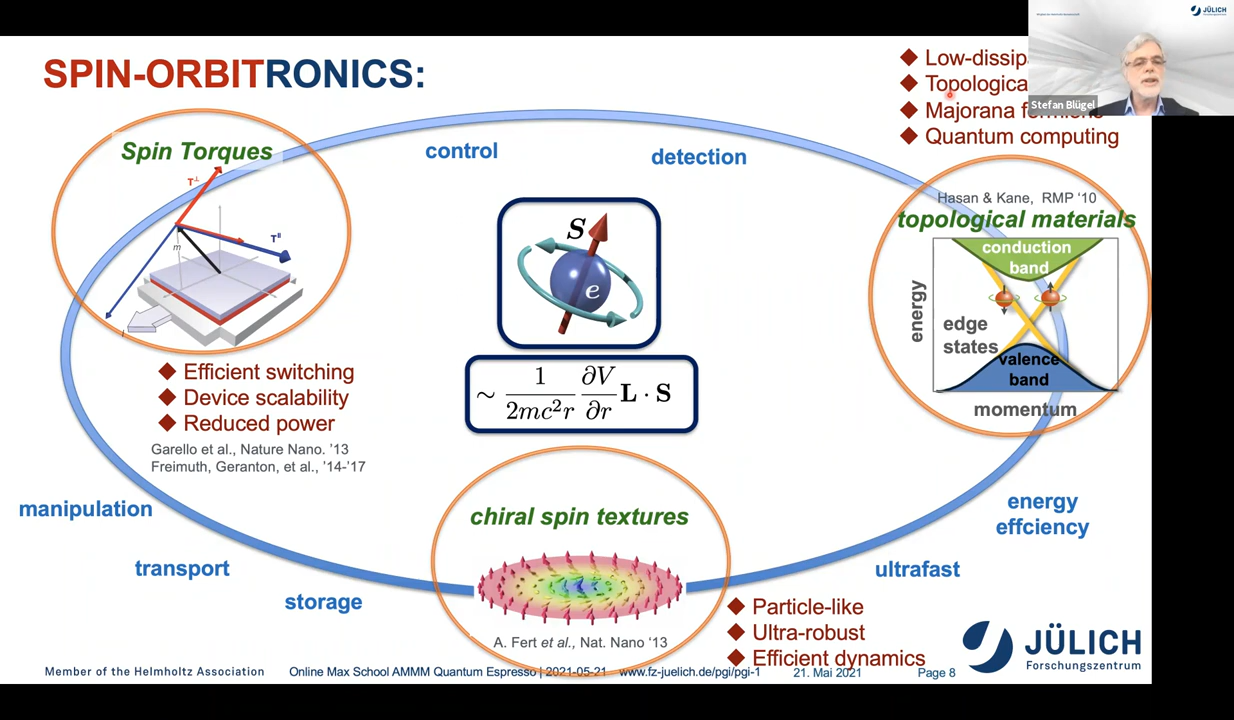 SPIN-ORBITRONICS:
JÜLICH
Forschungszentrum
Stefan Blügel
Low-dissip
Topologica
Majorana fermions
Quantum computing
Spin Torques
T⊥
T∥
m
control
detection
S
e
Hasan & Kane, RMP '10
topological materials
conduction
band
energy
edge
states
valence
band
momentum
∼ 1/(2mc²r) ∂V/∂r L · S
Efficient switching
Device scalability
Reduced power
Garello et al., Nature Nano. '13
Freimuth, Geranton, et al., '14-'17
manipulation
transport
storage
chiral spin textures
A. Fert et al., Nat. Nano '13
energy
effciency
ultrafast
Particle-like
Ultra-robust
Efficient dynamics
JÜLICH
Forschungszentrum
Member of the Helmholtz Association
Online Max School AMMM Quantum Espresso | 2021-05-21
www.fz-juelich.de/pgi/pgi-1
21. Mai 2021
Page 8